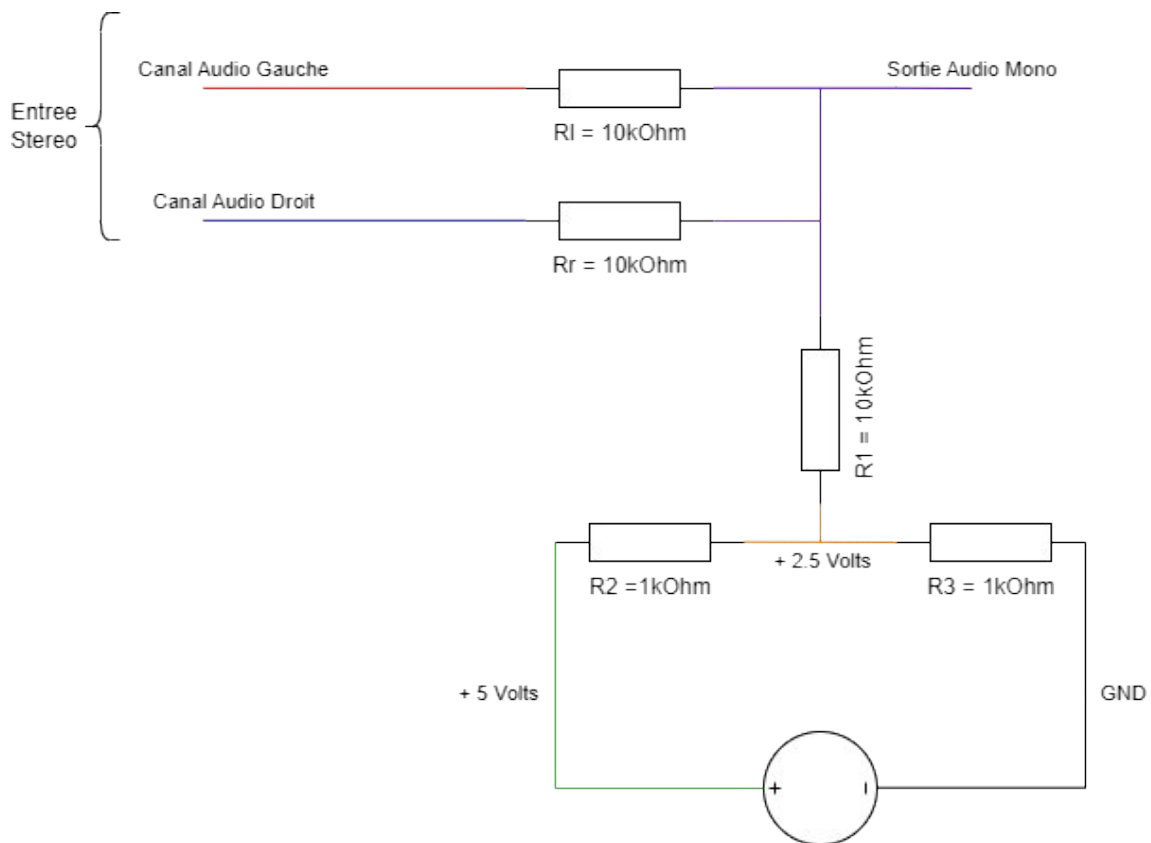 Canal Audio Gauche
Sortie Audio Mono
Entree
Stereo
Rl = 10kOhm
Canal Audio Droit
Rr = 10kOhm
R1 = 10kOhm
+ 2.5 Volts
R2 =1kOhm
R3 = 1kOhm
+ 5 Volts
GND
+
-